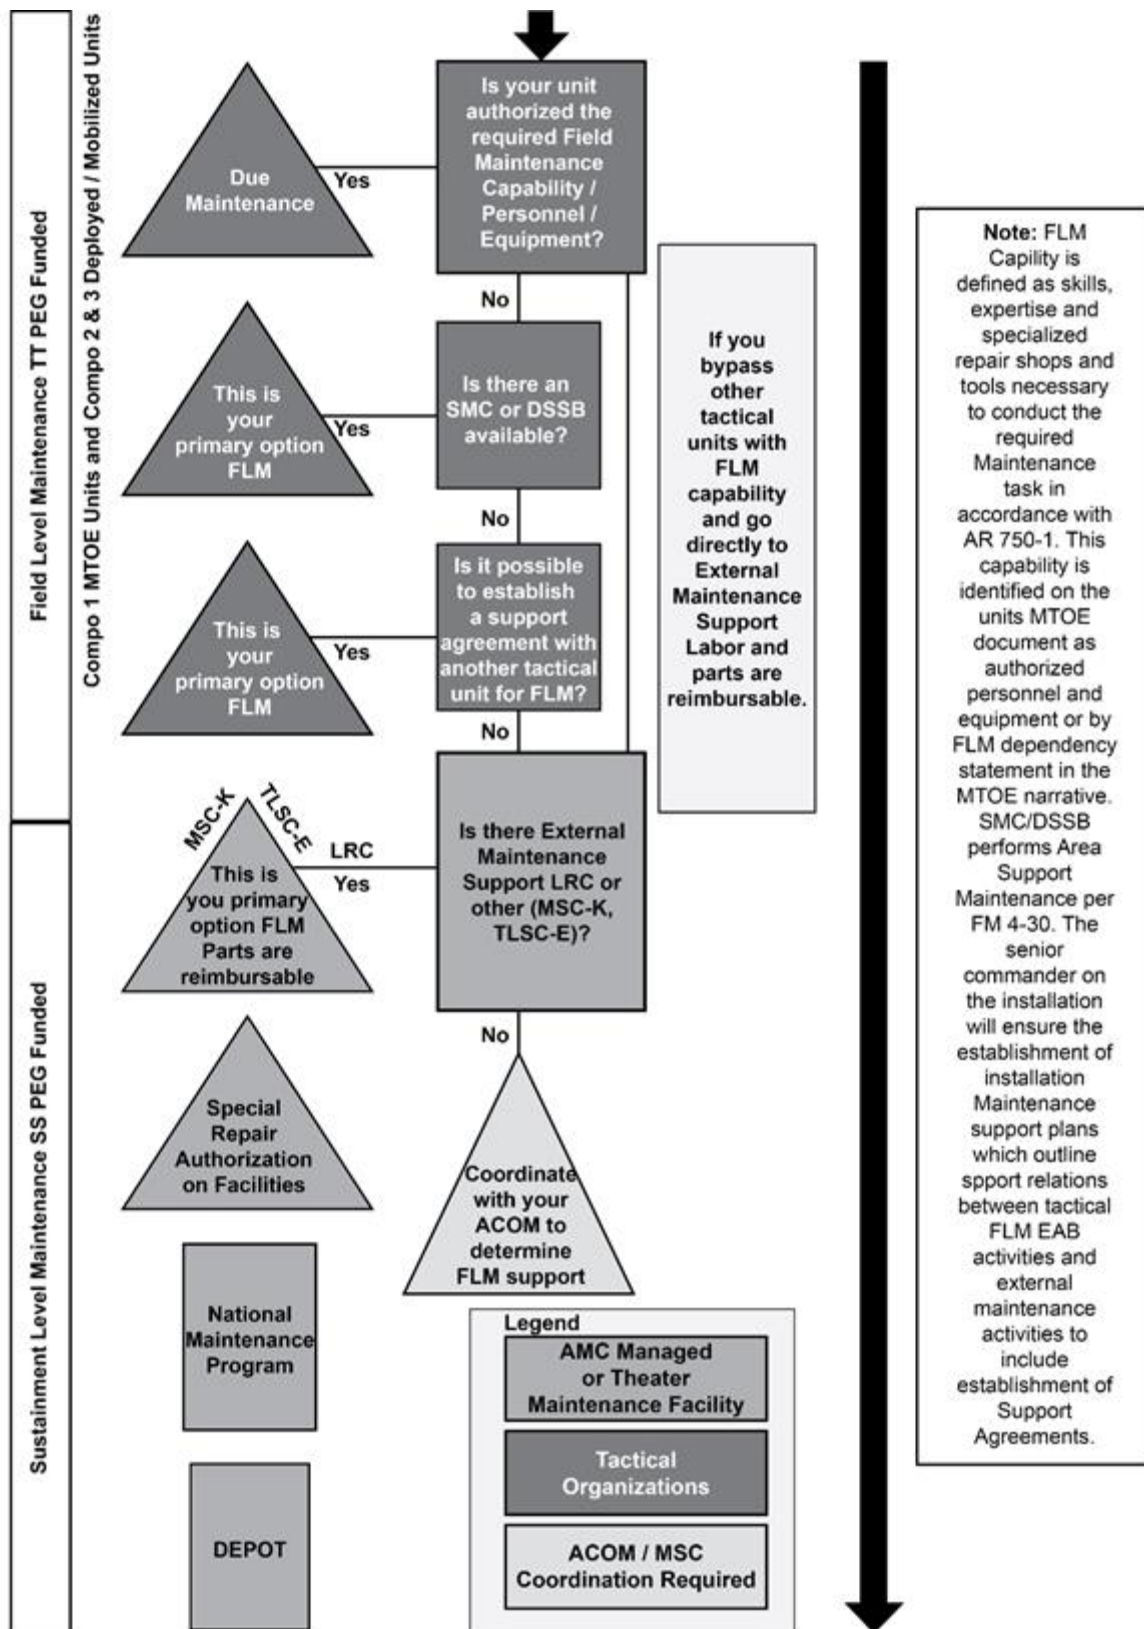 Field Level Maintenance TT PEG Funded
Compo 1 MTOE Units and Compo 2 & 3 Deployed / Mobilized Units
Sustainment Level Maintenance SS PEG Funded
Is your unit
authorized the
required Field
Maintenance
Capability /
Personnel /
Equipment?
Yes
Due
Maintenance
No
Is there an
SMC or DSSB
available?
Yes
This is
your
primary option
FLM
No
Is it possible
to establish
a support
agreement with
another tactical
unit for FLM?
Yes
This is
your
primary option
FLM
No
If you
bypass
other
tactical
units with
FLM
capability
and go
directly to
External
Maintenance
Support
Labor and
parts are
reimbursable.
Is there External
Maintenance
Support LRC or
other (MSC-K,
TLSC-E)?
LRC
Yes
MSC-K
TLSC-E
This is
you primary
option FLM
Parts are
reimbursable
No
Special
Repair
Authorization
on Facilities
Coordinate
with your
ACOM to
determine
FLM support
National
Maintenance
Program
DEPOT
Legend
AMC Managed
or Theater
Maintenance Facility
Tactical
Organizations
ACOM / MSC
Coordination Required
Note: FLM
Capility is
defined as skills,
expertise and
specialized
repair shops and
tools necessary
to conduct the
required
Maintenance
task in
accordance with
AR 750-1. This
capability is
identified on the
units MTOE
document as
authorized
personnel and
equipment or by
FLM dependency
statement in the
MTOE narrative.
SMC/DSSB
performs Area
Support
Maintenance per
FM 4-30. The
senior
commander on
the installation
will ensure the
establishment of
installation
Maintenance
support plans
which outline
spport relations
between tactical
FLM EAB
activities and
external
maintenance
activities to
include
establishment of
Support
Agreements.